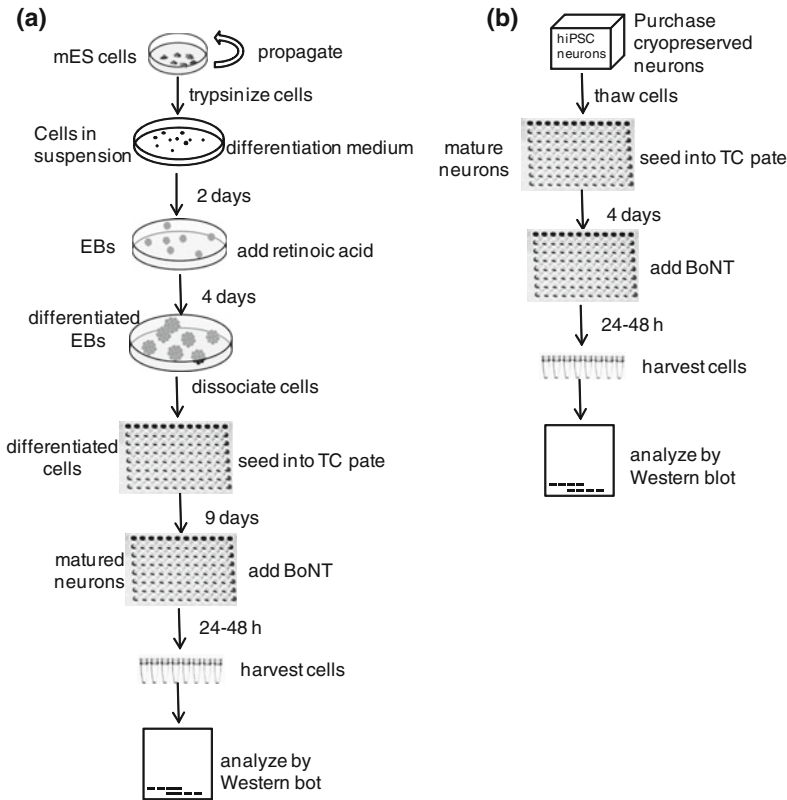 (a)
mES cells
propagate
trypsinize cells
Cells in
suspension
differentiation medium
2 days
EBs
add retinoic acid
4 days
differentiated
EBs
dissociate cells
differentiated
cells
seed into TC pate
9 days
matured
neurons
add BoNT
24-48 h
harvest cells
analyze by
Western bot
(b)
hiPSC
neurons
Purchase
cryopreserved
neurons
thaw cells
mature
neurons
seed into TC pate
4 days
add BoNT
24-48 h
harvest cells
analyze by
Western blot